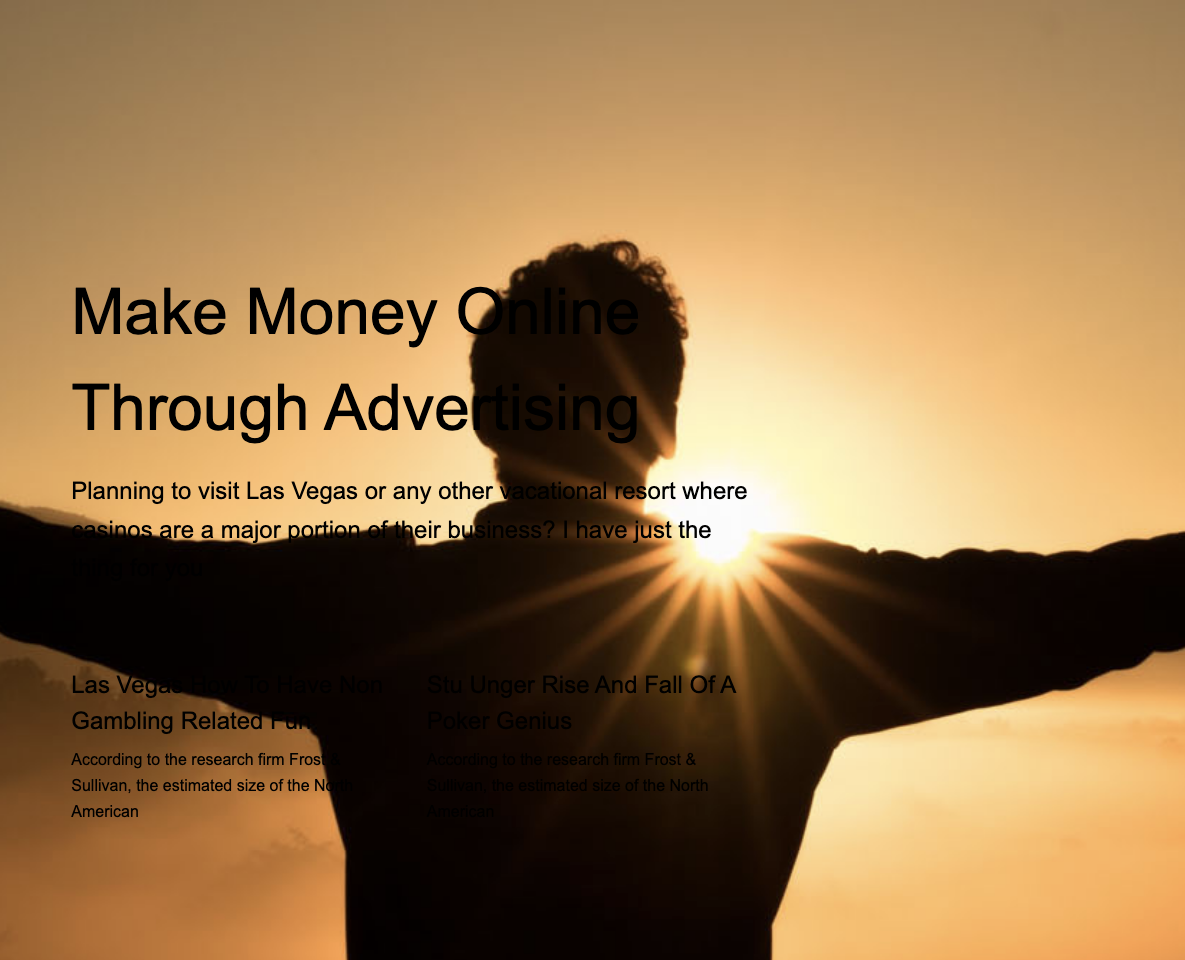 Make Money Online
Through Advertising
Planning to visit Las Vegas or any other vacational resort where
casinos are a major portion of their business? I have just the
thing for you
Las Vegas How To Have Non
Gambling Related Fun
Stu Unger Rise And Fall Of A
Poker Genius
According to the research firm Frost &
Sullivan, the estimated size of the North
American
According to the research firm Frost &
Sullivan, the estimated size of the North
American